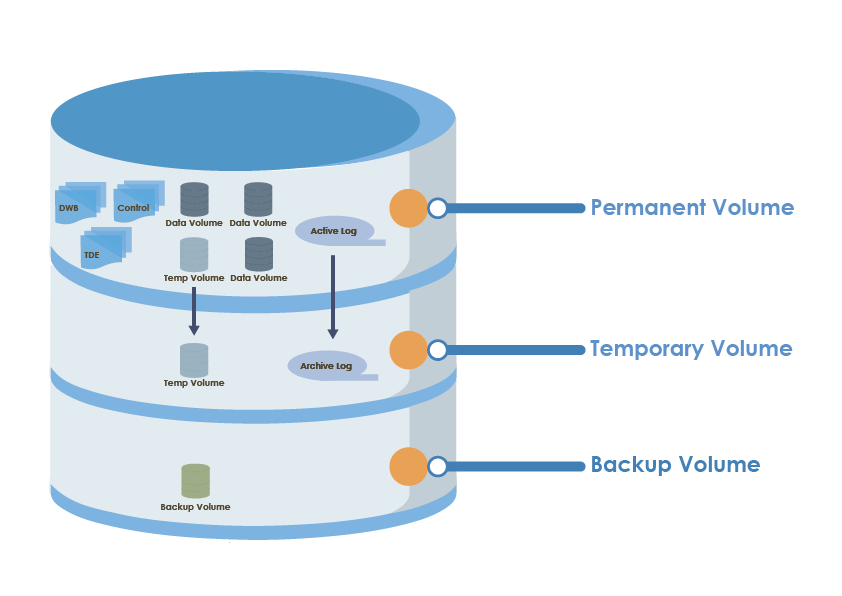 DWB
Control
TDE
Data Volume
Data Volume
Temp Volume
Data Volume
Active Log
Permanent Volume
Temp Volume
Archive Log
Temporary Volume
Backup Volume
Backup Volume